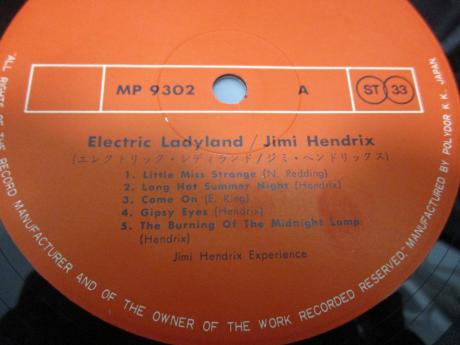 MP 9302 A ST 33
Electric Ladyland / Jimi Hendrix
(エレクトリック・レディランド/ジミ・ヘンドリックス)
1. Little Miss Strange (N. Redding)
2. Long Hot Summer Night (Hendrix)
3. Come On (E. King)
4. Gipsy Eyes (Hendrix)
5. The Burning Of The Midnight Lamp
(Hendrix)
Jimi Hendrix Experience
"ALL RIGHTS OF THE RECORD MANUFACTURER AND OF THE OWNER OF THE WORK RECORDED RESERVED." MANUFACTURED BY POLYDOR K.K. JAPAN.